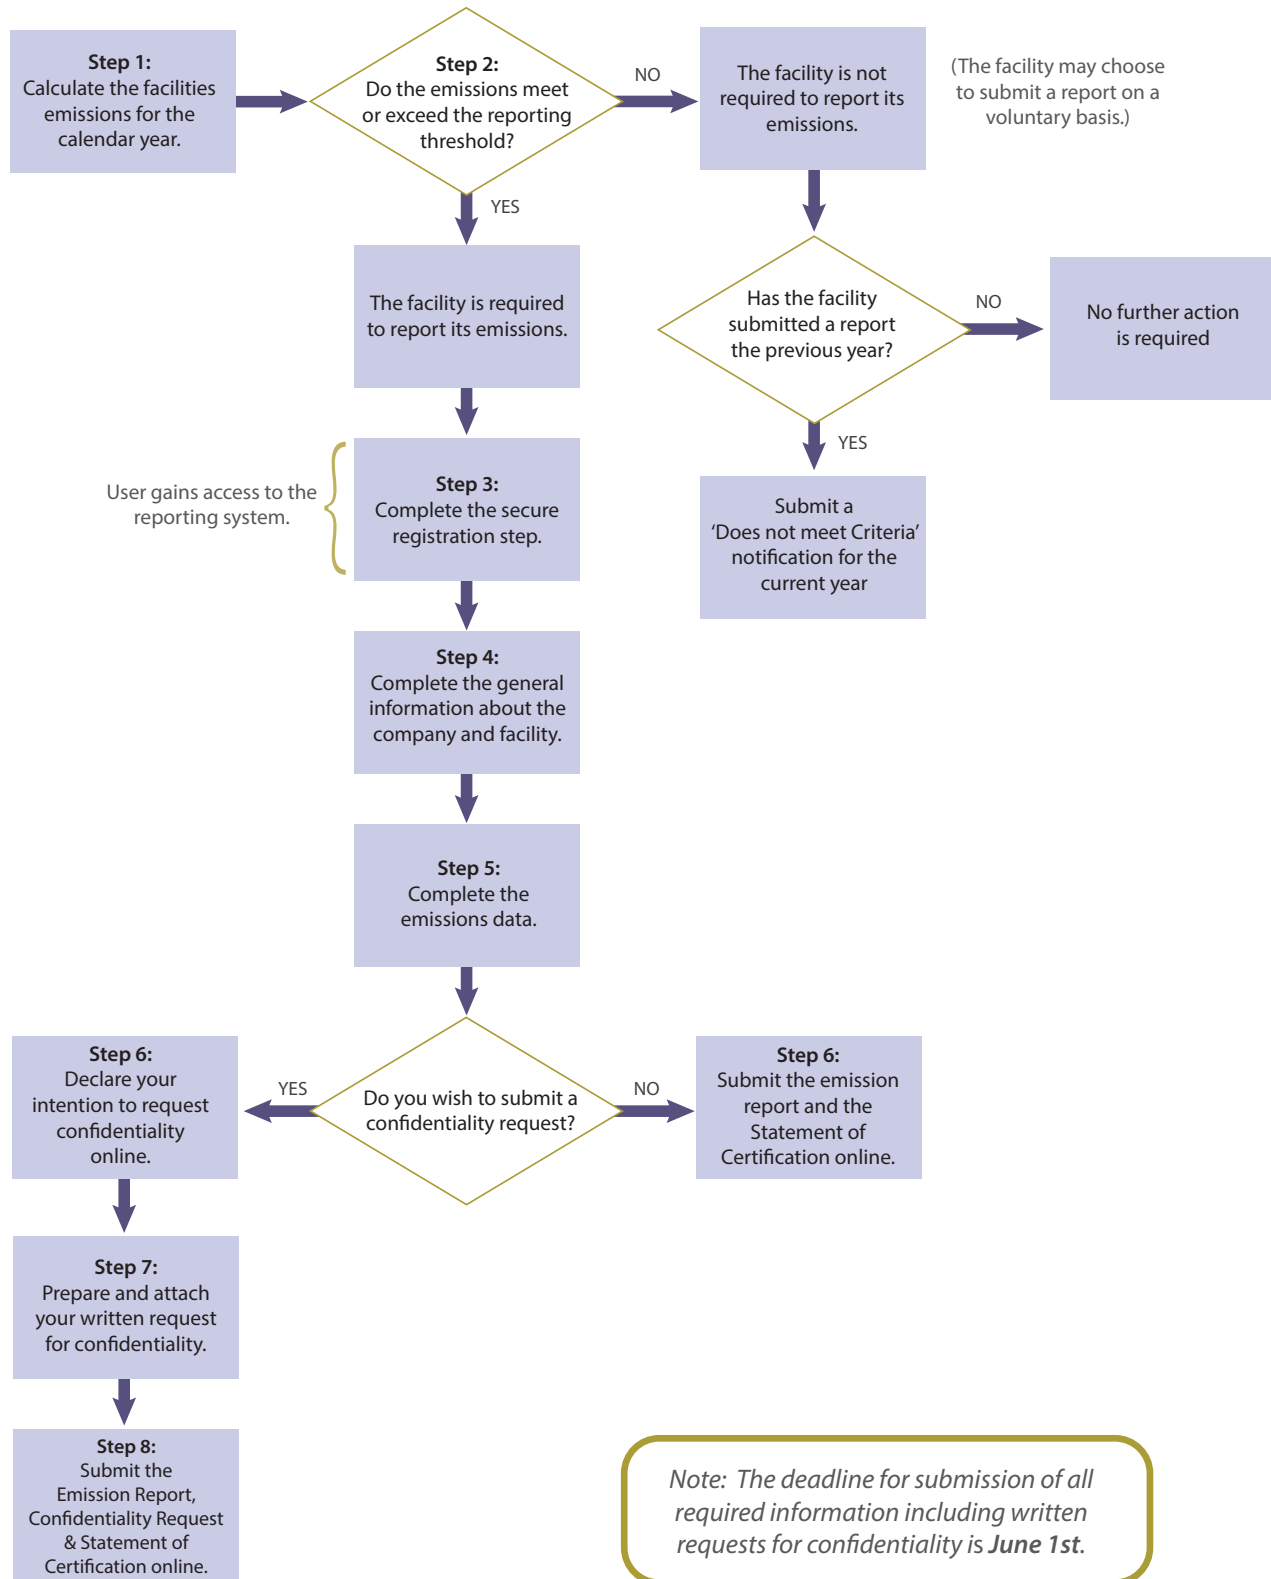 Step 1:
Calculate the facilities
emissions for the
calendar year.
Step 2:
Do the emissions meet
or exceed the reporting
threshold?
NO
The facility is not
required to report its
emissions.
(The facility may choose
to submit a report on a
voluntary basis.)
YES
The facility is required
to report its emissions.
Has the facility
submitted a report
the previous year?
NO
No further action
is required
YES
Submit a
‘Does not meet Criteria’
notification for the
current year
User gains access to the
reporting system.
Step 3:
Complete the secure
registration step.
Step 4:
Complete the general
information about the
company and facility.
Step 5:
Complete the
emissions data.
Do you wish to submit a
confidentiality request?
YES
Step 6:
Declare your
intention to request
confidentiality
online.
NO
Step 6:
Submit the emission
report and the
Statement of
Certification online.
Step 7:
Prepare and attach
your written request
for confidentiality.
Step 8:
Submit the
Emission Report,
Confidentiality Request
& Statement of
Certification online.
Note: The deadline for submission of all
required information including written
requests for confidentiality is June 1st.